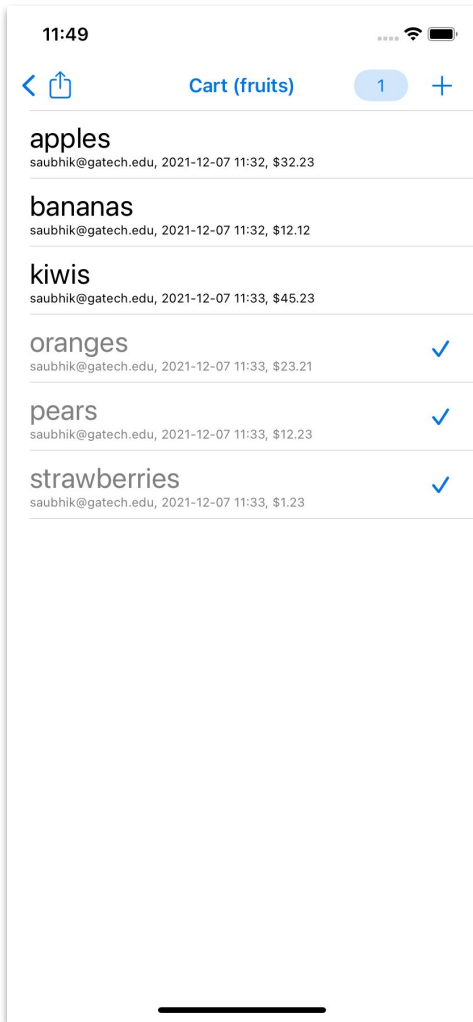 11:49
Cart (fruits)
1
apples
saubhik@gatech.edu, 2021-12-07 11:32, $32.23
bananas
saubhik@gatech.edu, 2021-12-07 11:32, $12.12
kiwis
saubhik@gatech.edu, 2021-12-07 11:33, $45.23
oranges
saubhik@gatech.edu, 2021-12-07 11:33, $23.21
pears
saubhik@gatech.edu, 2021-12-07 11:33, $12.23
strawberries
saubhik@gatech.edu, 2021-12-07 11:33, $1.23